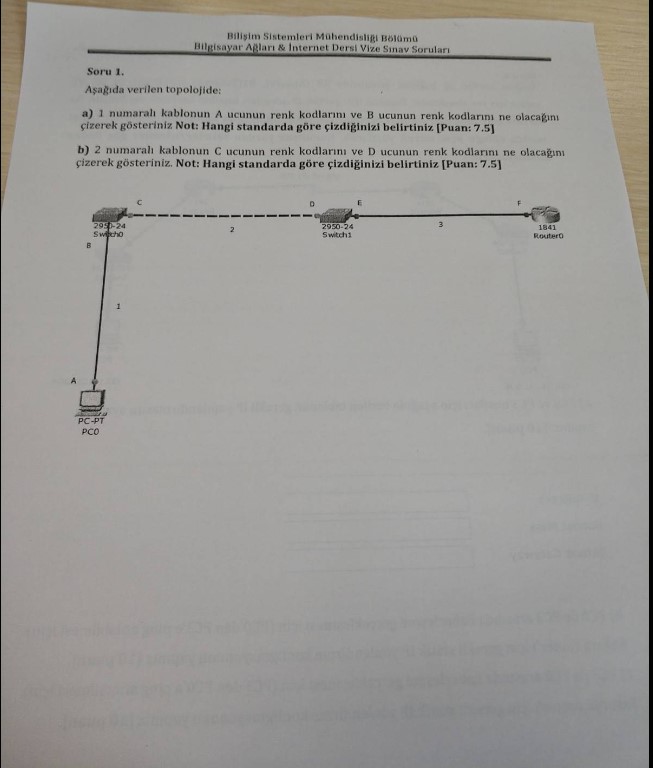 Bilişim Sistemleri Mühendisliği Bölümü
Bilgisayar Ağları & İnternet Dersi Vize Sınav Soruları
Soru 1.
Aşağıda verilen topolojide:
a) 1 numaralı kablonun A ucunun renk kodlarını ve B ucunun renk kodlarını ne olacağını
çizerek gösteriniz Not: Hangi standarda göre çizdiğinizi belirtiniz [Puan: 7.5]
b) 2 numaralı kablonun C ucunun renk kodlarını ve D ucunun renk kodlarını ne olacağını
çizerek gösteriniz. Not: Hangi standarda göre çizdiğinizi belirtiniz [Puan: 7.5]
C D E F
2950-24
Switch0
2
2950-24
Switch1
3
1841
Router0
B
1
A
PC-PT
PC0